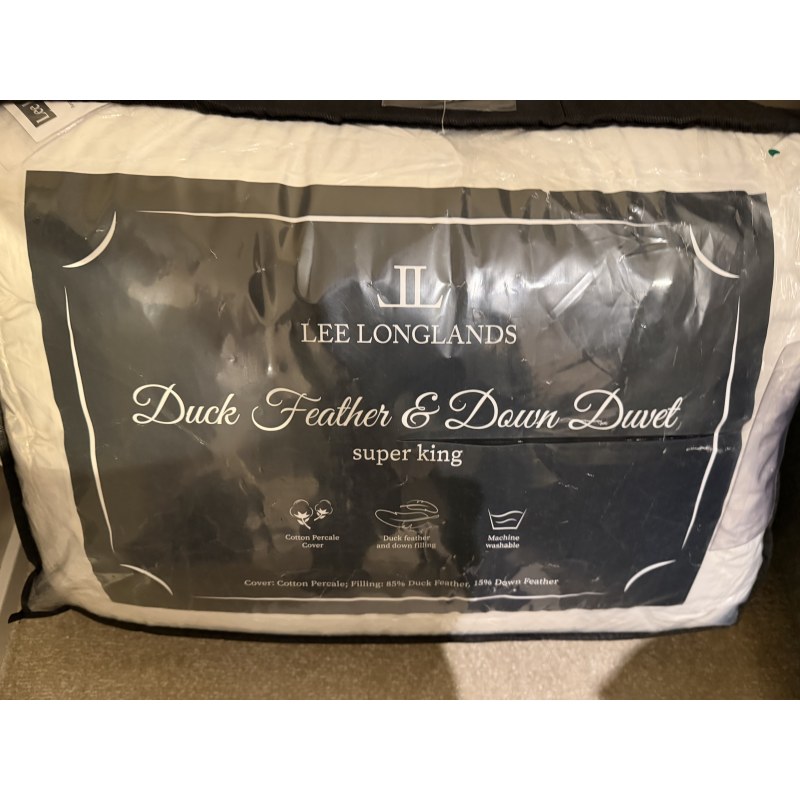 Lee
LL
LEE LONGLANDS
Duck Feather & Down Duvet
super king
Cotton Percale
Cover
Duck feather
and down filling
Machine
washable
Cover: Cotton Percale; Filling: 85% Duck Feather, 15% Down Feather